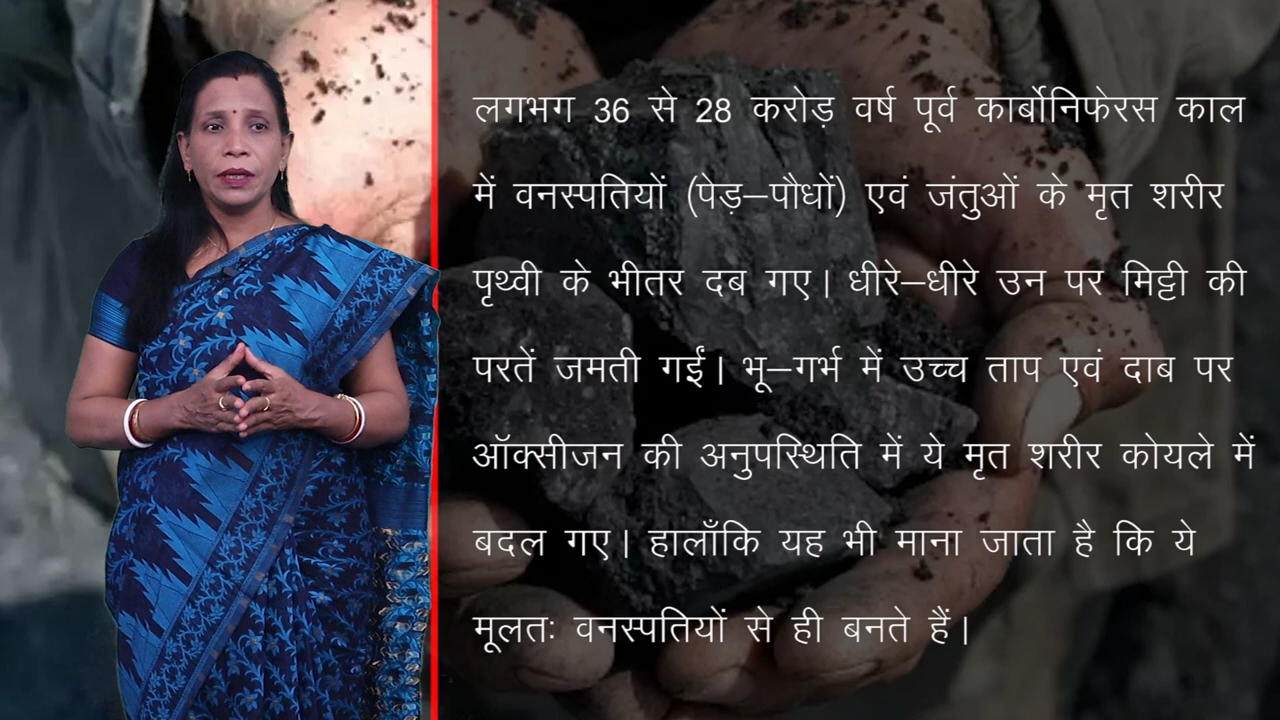 लगभग 36 से 28 करोड़ वर्ष पूर्व कार्बोनिफेरस काल
में वनस्पतियों (पेड़–पौधों) एवं जंतुओं के मृत शरीर
पृथ्वी के भीतर दब गए। धीरे–धीरे उन पर मिट्टी की
परतें जमती गईं। भू–गर्भ में उच्च ताप एवं दाब पर
ऑक्सीजन की अनुपस्थिति में ये मृत शरीर कोयले में
बदल गए। हालाँकि यह भी माना जाता है कि ये
मूलतः वनस्पतियों से ही बनते हैं।